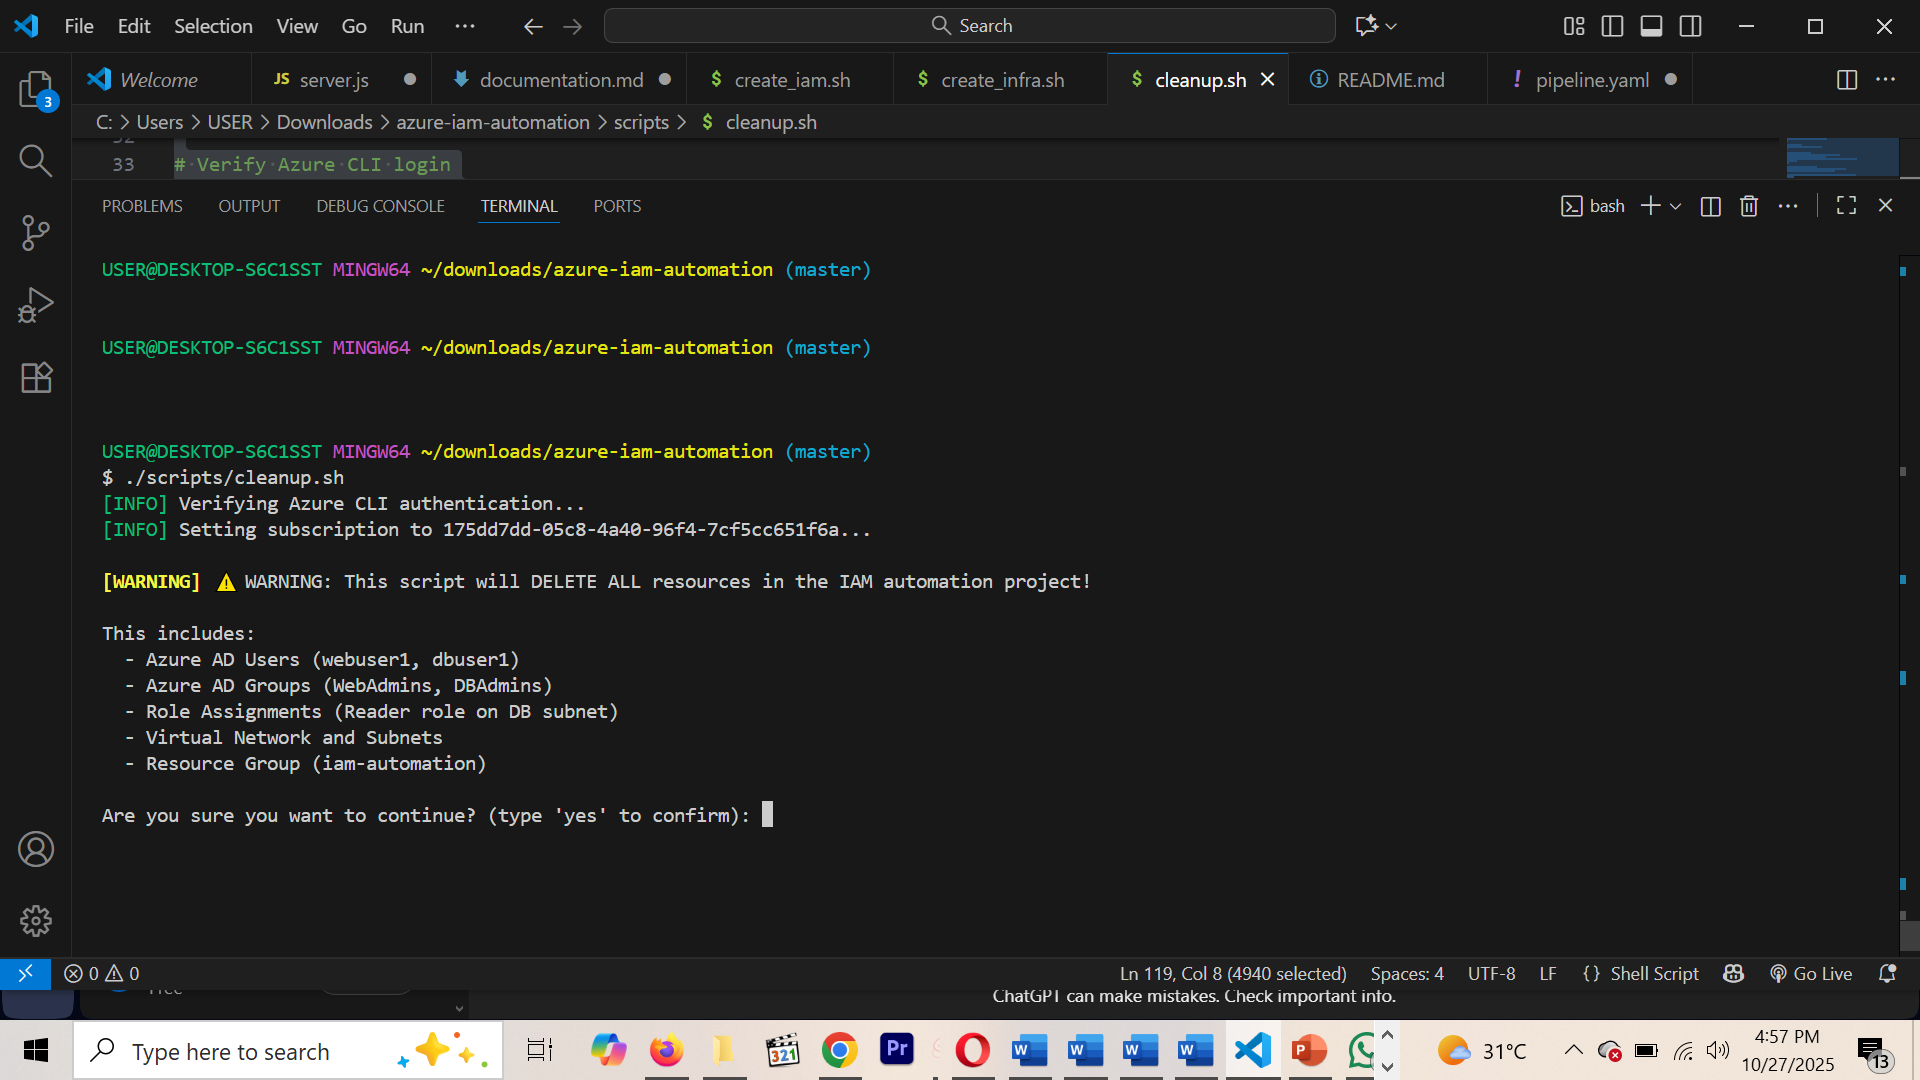 File Edit Selection View Go Run ··· Search
Welcome JS server.js documentation.md $ create_iam.sh $ create_infra.sh $ cleanup.sh README.md ! pipeline.yaml
3
C: > Users > USER > Downloads > azure-iam-automation > scripts > $ cleanup.sh
32
33 # Verify Azure CLI login
PROBLEMS OUTPUT DEBUG CONSOLE TERMINAL PORTS bash
USER@DESKTOP-S6C1SST MINGW64 ~/downloads/azure-iam-automation (master)
USER@DESKTOP-S6C1SST MINGW64 ~/downloads/azure-iam-automation (master)
USER@DESKTOP-S6C1SST MINGW64 ~/downloads/azure-iam-automation (master)
$ ./scripts/cleanup.sh
[INFO] Verifying Azure CLI authentication...
[INFO] Setting subscription to 175dd7dd-05c8-4a40-96f4-7cf5cc651f6a...
[WARNING] ⚠ WARNING: This script will DELETE ALL resources in the IAM automation project!
This includes:
- Azure AD Users (webuser1, dbuser1)
- Azure AD Groups (WebAdmins, DBAdmins)
- Role Assignments (Reader role on DB subnet)
- Virtual Network and Subnets
- Resource Group (iam-automation)
Are you sure you want to continue? (type 'yes' to confirm):
0 0 Ln 119, Col 8 (4940 selected) Spaces: 4 UTF-8 LF {} Shell Script Go Live
ChatGPT can make mistakes. Check important info.
Type here to search 321 Pr W W W W P 31°C 4:57 PM
10/27/2025 13